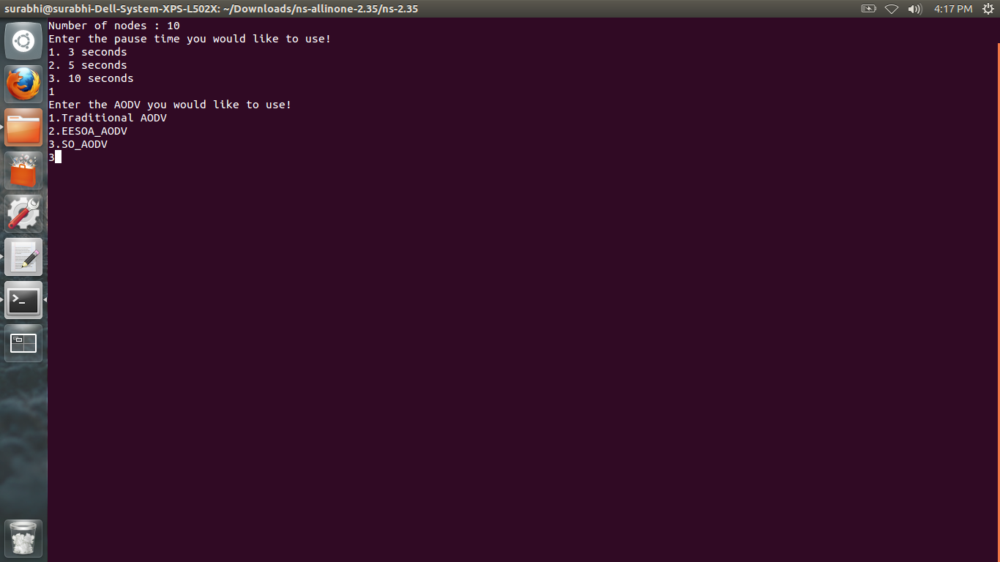 surabhi@surabhi-Dell-System-XPS-L502X: ~/Downloads/ns-allinone-2.35/ns-2.35
4:17 PM
Number of nodes : 10
Enter the pause time you would like to use!
1. 3 seconds
2. 5 seconds
3. 10 seconds
1
Enter the AODV you would like to use!
1.Traditional AODV
2.EESOA_AODV
3.SO_AODV
3